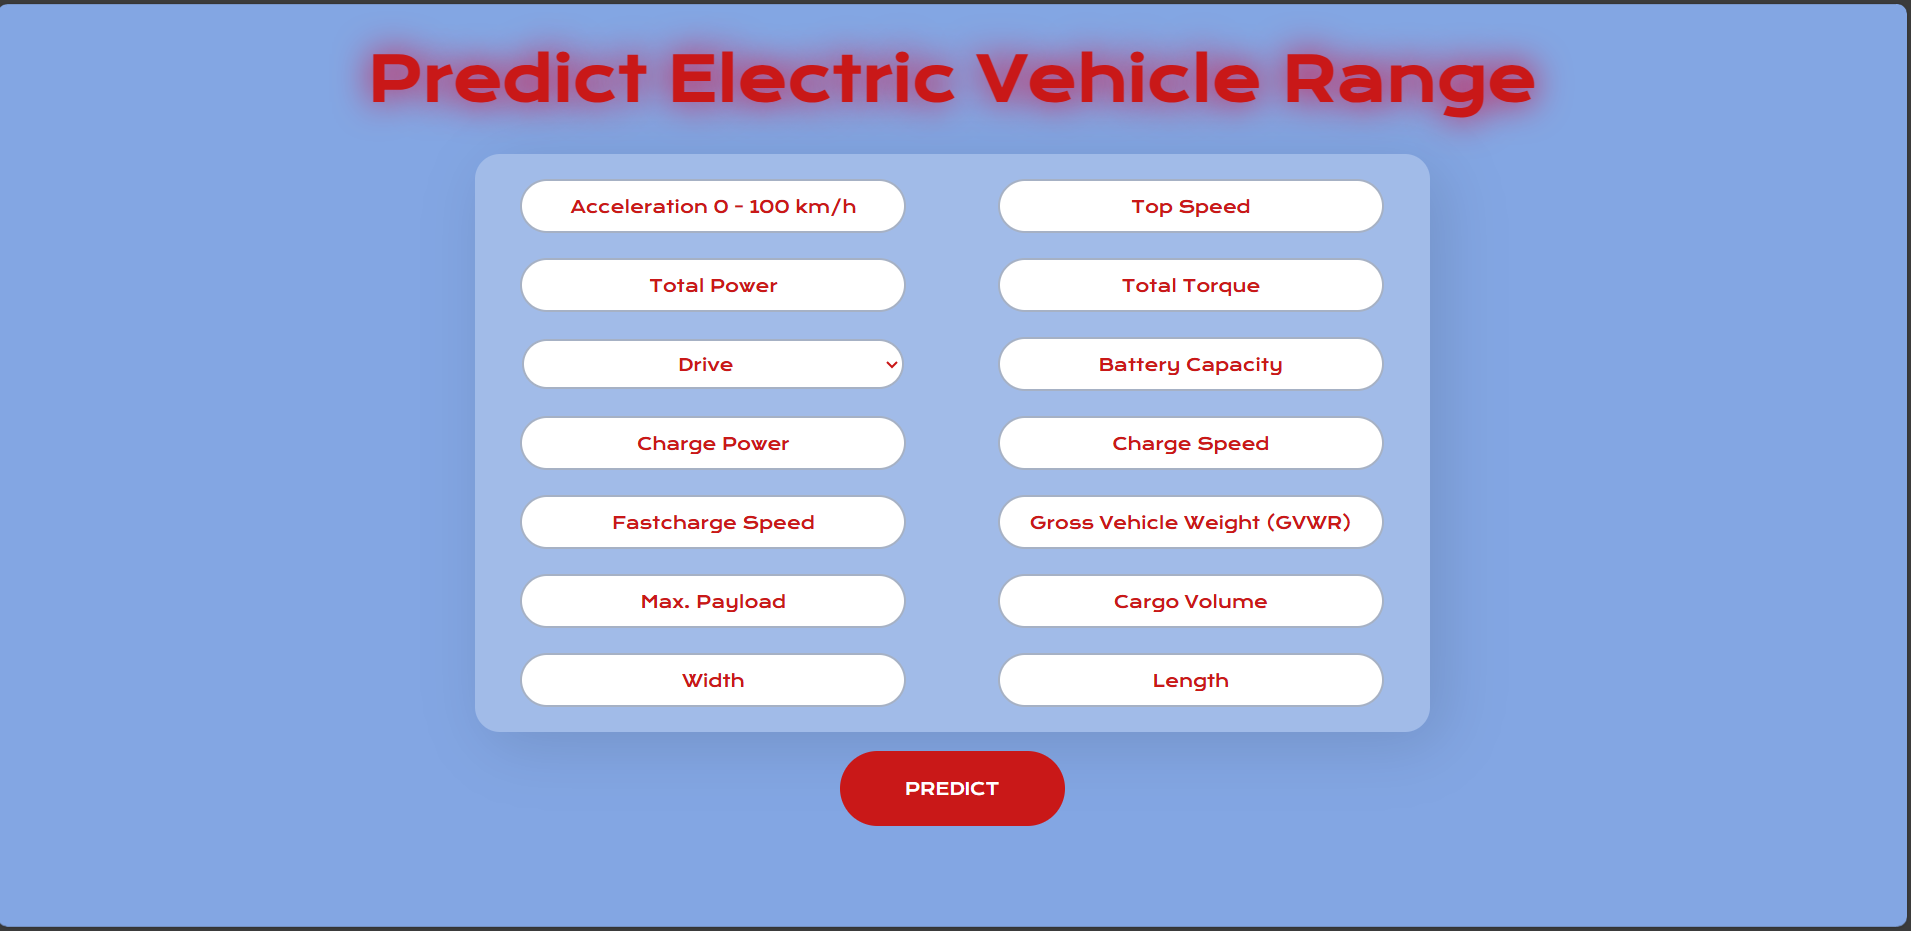 Predict Electric Vehicle Range
Acceleration 0 - 100 km/h
Top Speed
Total Power
Total Torque
Drive
Battery Capacity
Charge Power
Charge Speed
Fastcharge Speed
Gross Vehicle Weight (GVWR)
Max. Payload
Cargo Volume
Width
Length
PREDICT